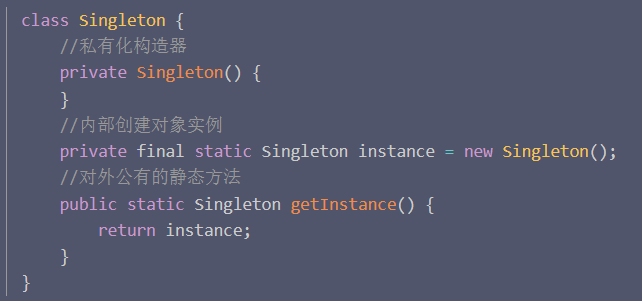 class Singleton {
    //私有化构造器
    private Singleton() {
    }
    //内部创建对象实例
    private final static Singleton instance = new Singleton();
    //对外公有的静态方法
    public static Singleton getInstance() {
        return instance;
    }
}